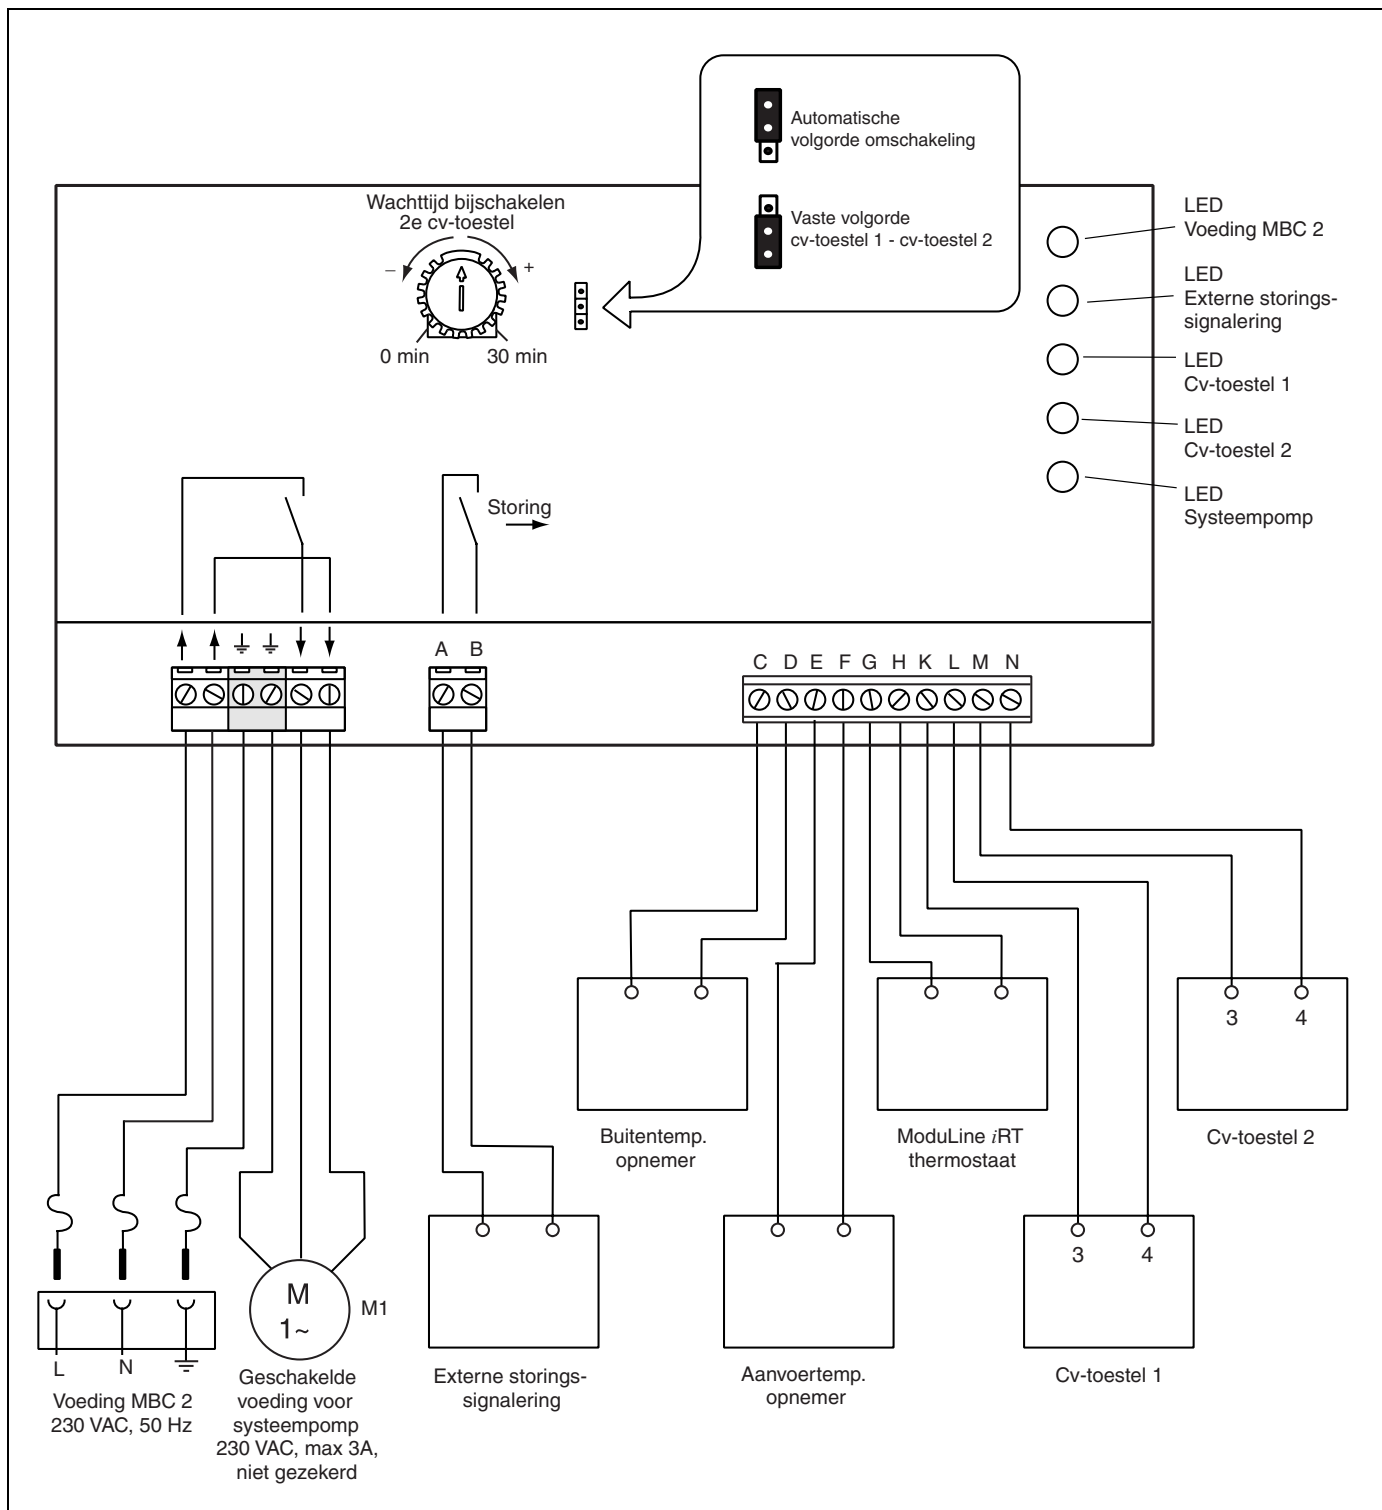 Automatische
volgorde omschakeling
Vaste volgorde
cv-toestel 1 - cv-toestel 2
Wachttijd bijschakelen
2e cv-toestel
– +
0 min 30 min
LED
Voeding MBC 2
LED
Externe storings-
signalering
LED
Cv-toestel 1
LED
Cv-toestel 2
LED
Systeempomp
Storing
A B
C D E F G H K L M N
3 4
Buitentemp.
opnemer
ModuLine iRT
thermostaat
Cv-toestel 2
3 4
M
1~
M1
L N
Voeding MBC 2
230 VAC, 50 Hz
Geschakelde
voeding voor
systeempomp
230 VAC, max 3A,
niet gezekerd
Externe storings-
signalering
Aanvoertemp.
opnemer
Cv-toestel 1